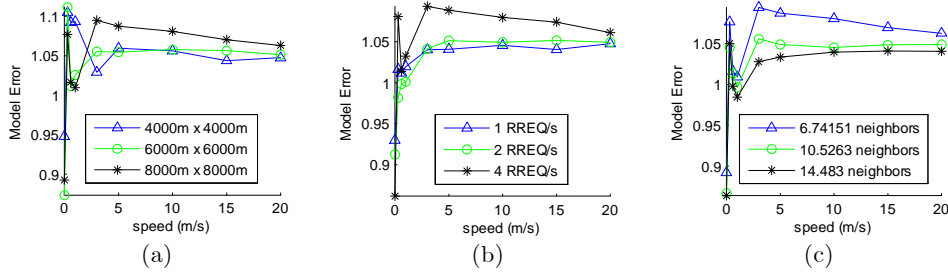 1.1
1.05
1
0.95
0.9
Model Error
4000m x 4000m
6000m x 6000m
8000m x 8000m
0 5 10 15 20
speed (m/s)
(a)
1.05
1
0.95
0.9
Model Error
1 RREQ/s
2 RREQ/s
4 RREQ/s
0 5 10 15 20
speed (m/s)
(b)
1.05
1
0.95
0.9
Model Error
6.74151 neighbors
10.5263 neighbors
14.483 neighbors
0 5 10 15 20
speed (m/s)
(c)